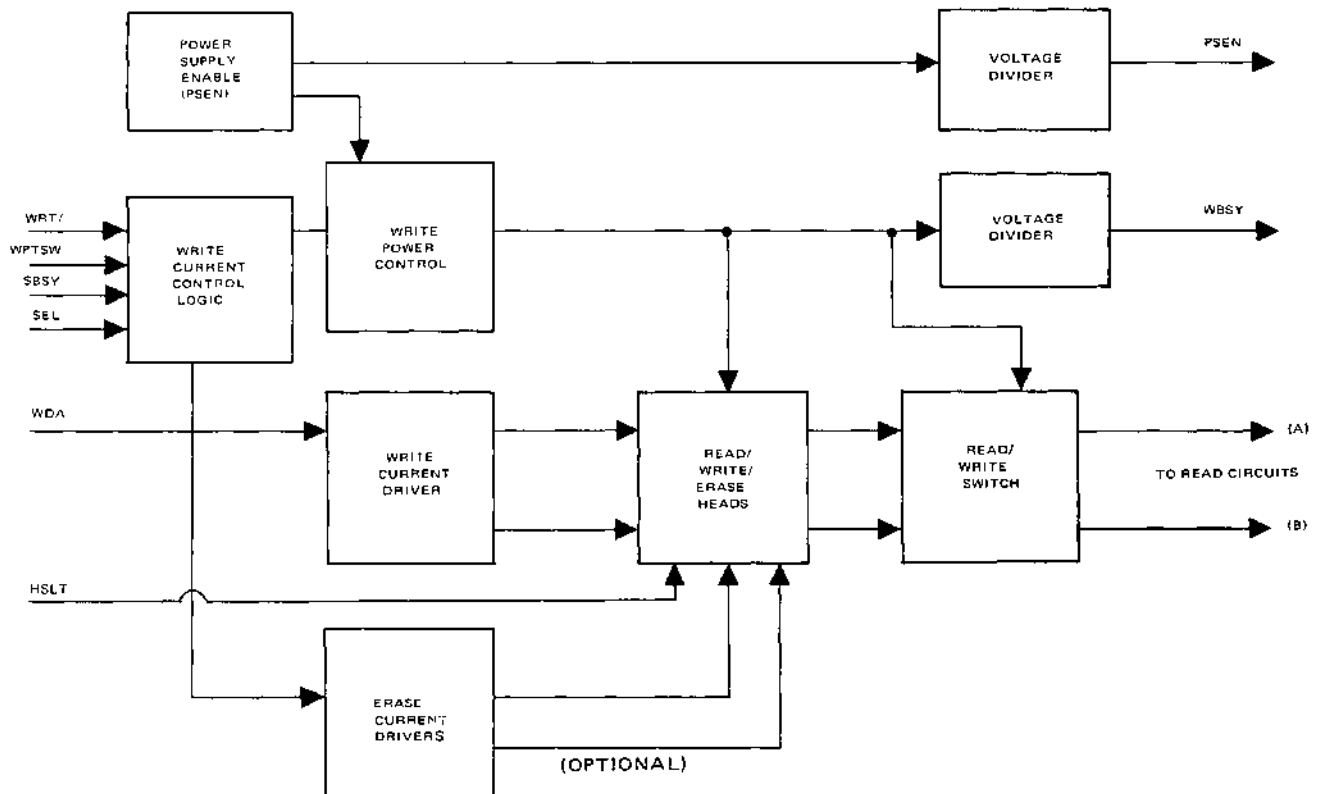 POWER
SUPPLY
ENABLE
(PSEN)
VOLTAGE
DIVIDER
PSEN
WRT/
WPTSW
SBSY
SEL
WRITE
CURRENT
CONTROL
LOGIC
WRITE
POWER
CONTROL
VOLTAGE
DIVIDER
WBSY
WDA
WRITE
CURRENT
DRIVER
READ/
WRITE/
ERASE
HEADS
READ/
WRITE
SWITCH
(A)
TO READ CIRCUITS
(B)
HSLT
ERASE
CURRENT
DRIVERS
(OPTIONAL)